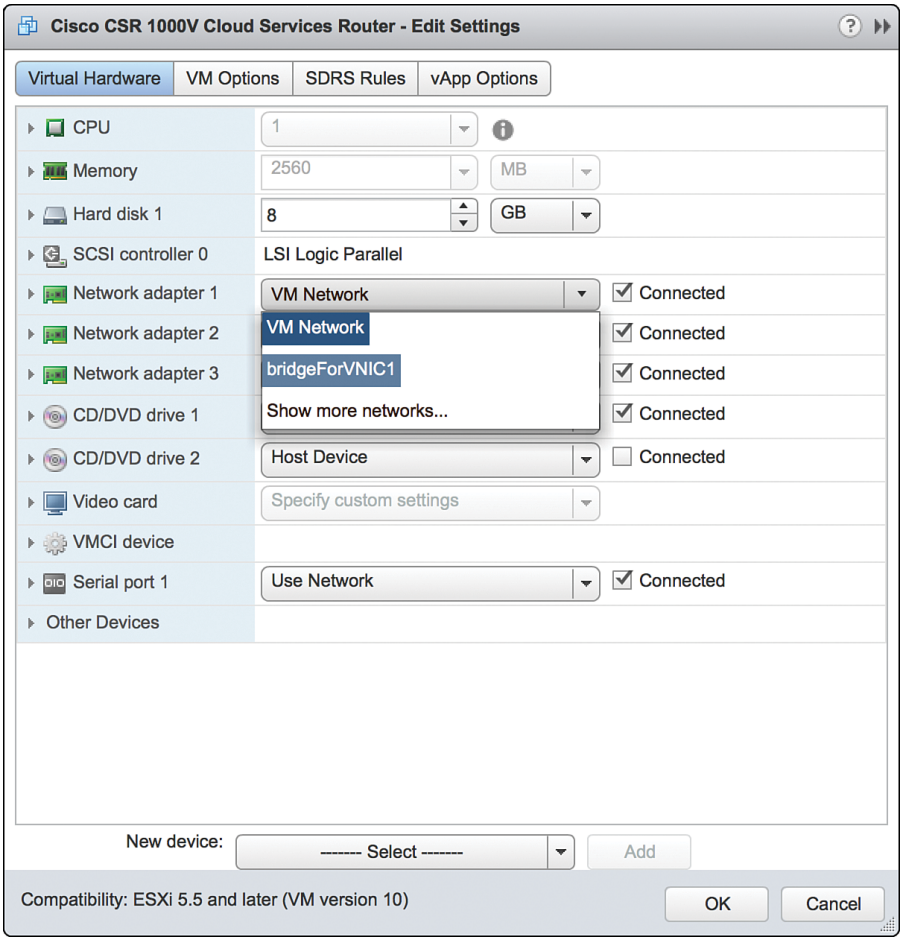 Cisco CSR 1000V Cloud Services Router - Edit Settings ?
Virtual Hardware VM Options SDRS Rules vApp Options
CPU 1 i
Memory 2560 MB
Hard disk 1 8 GB
SCSI controller 0 LSI Logic Parallel
Network adapter 1 VM Network Connected
Network adapter 2 VM Network Connected
Network adapter 3 bridgeForVNIC1 Connected
CD/DVD drive 1 Show more networks... Connected
CD/DVD drive 2 Host Device Connected
Video card Specify custom settings
VMCI device
Serial port 1 Use Network Connected
Other Devices
New device: ------- Select ------- Add
Compatibility: ESXi 5.5 and later (VM version 10) OK Cancel